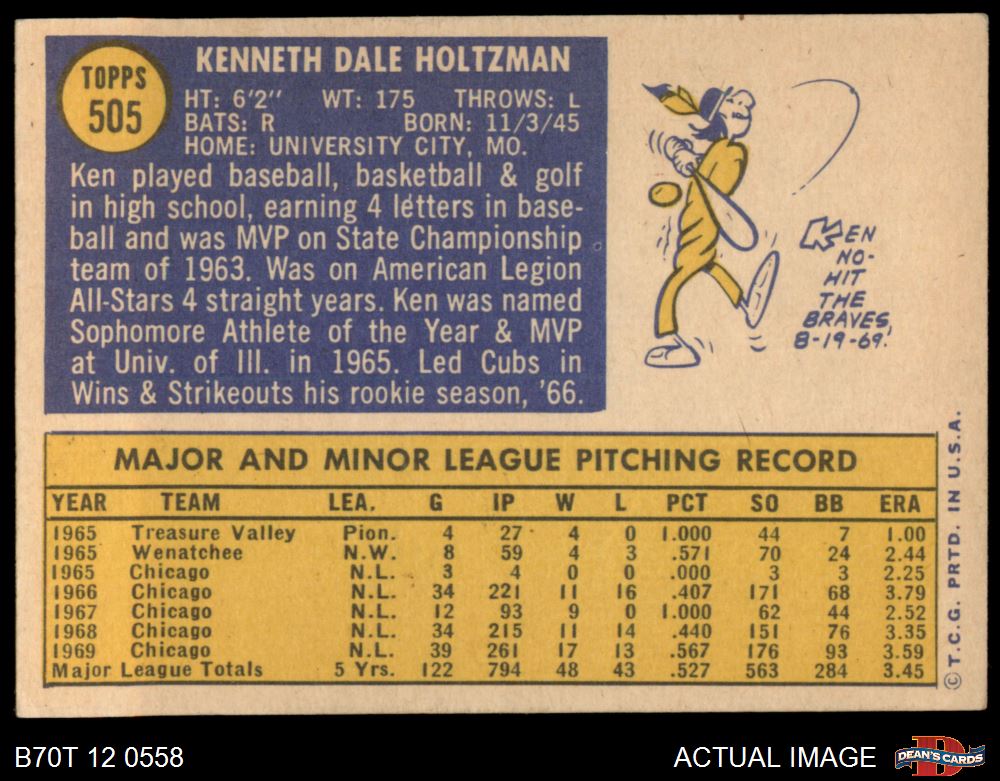 TOPPS
505
KENNETH DALE HOLTZMAN
HT: 6'2" WT: 175 THROWS: L
BATS: R BORN: 11/3/45
HOME: UNIVERSITY CITY, MO.
Ken played baseball, basketball & golf
in high school, earning 4 letters in base-
ball and was MVP on State Championship
team of 1963. Was on American Legion
All-Stars 4 straight years. Ken was named
Sophomore Athlete of the Year & MVP
at Univ. of Ill. in 1965. Led Cubs in
Wins & Strikeouts his rookie season, '66.
KEN
NO-
HIT
THE
BRAVES,
8-19-69!
MAJOR AND MINOR LEAGUE PITCHING RECORD
YEAR TEAM LEA. G IP W L PCT SO BB ERA
1965 Treasure Valley Pion. 4 27 4 0 1.000 44 7 1.00
1965 Wenatchee N.W. 8 59 4 3 .571 70 24 2.44
1965 Chicago N.L. 3 4 0 0 .000 3 3 2.25
1966 Chicago N.L. 34 221 11 16 .407 171 68 3.79
1967 Chicago N.L. 12 93 9 0 1.000 62 44 2.52
1968 Chicago N.L. 34 215 11 14 .440 151 76 3.35
1969 Chicago N.L. 39 261 17 13 .567 176 93 3.59
Major League Totals 5 Yrs. 122 794 48 43 .527 563 284 3.45
© T.C.G. PRTD. IN U.S.A.
B70T 12 0558
ACTUAL IMAGE
D
DEAN'S CARDS